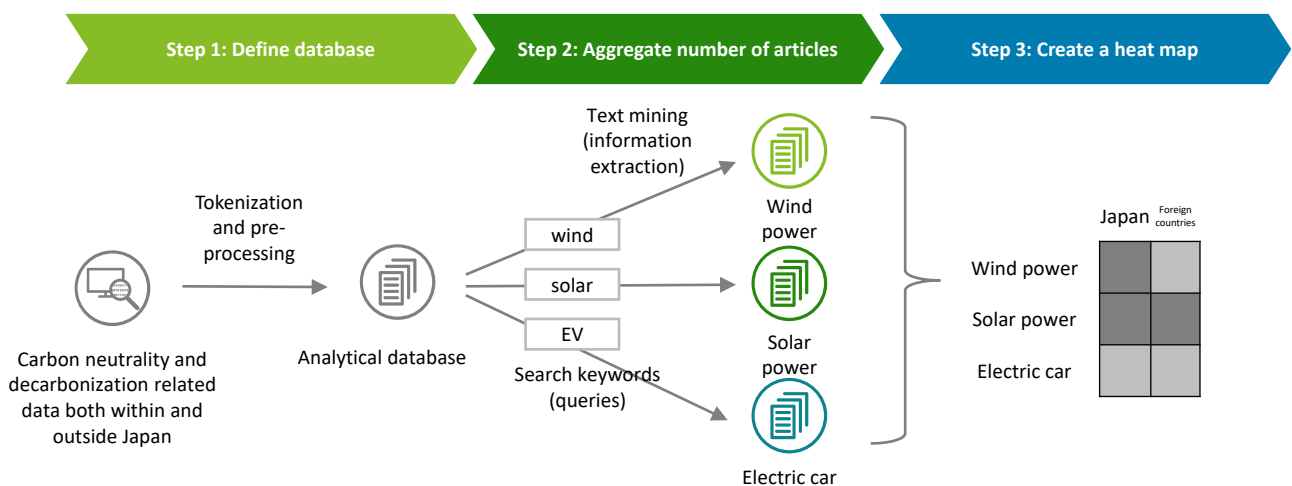 Step 1: Define database
Step 2: Aggregate number of articles
Step 3: Create a heat map
Text mining
(information
extraction)
Tokenization
and pre-
processing
wind
solar
EV
Wind
power
Solar
power
Electric car
Carbon neutrality and
decarbonization related
data both within and
outside Japan
Analytical database
Search keywords
(queries)
Japan
Foreign
countries
Wind power
Solar power
Electric car